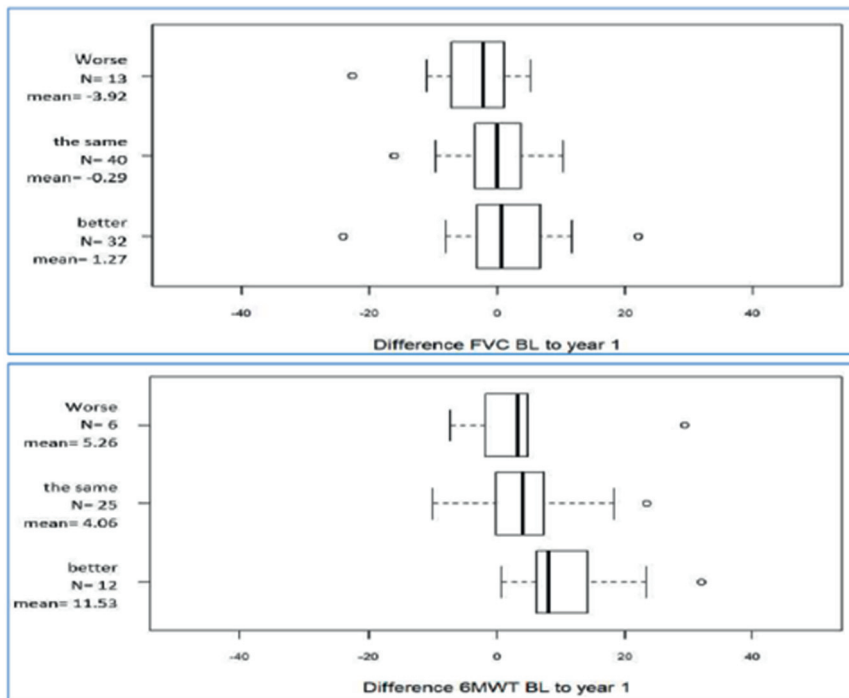 Worse
N= 13
mean= -3.92
the same
N= 40
mean= -0.29
better
N= 32
mean= 1.27
-40 -20 0 20 40
Difference FVC BL to year 1
Worse
N= 6
mean= 5.26
the same
N= 25
mean= 4.06
better
N= 12
mean= 11.53
-40 -20 0 20 40
Difference 6MWT BL to year 1